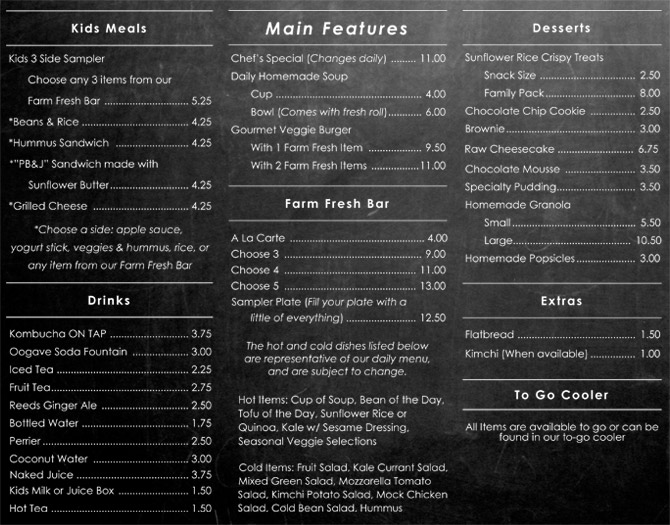 Kids Meals
Kids 3 Side Sampler
Choose any 3 items from our
Farm Fresh Bar ........................... 5.25
*Beans & Rice ................................. 4.25
*Hummus Sandwich ........................ 4.25
*"PB&J" Sandwich made with
Sunflower Butter.......................... 4.25
*Grilled Cheese .............................. 4.25
*Choose a side: apple sauce,
yogurt stick, veggies & hummus, rice, or
any item from our Farm Fresh Bar
Drinks
Kombucha ON TAP ......................... 3.75
Oogave Soda Fountain .................... 3.00
Iced Tea ......................................... 2.25
Fruit Tea.......................................... 2.75
Reeds Ginger Ale ............................ 2.50
Bottled Water ................................. 1.75
Perrier............................................. 2.50
Coconut Water ............................... 3.00
Naked Juice .................................... 3.75
Kids Milk or Juice Box ....................... 1.50
Hot Tea .......................................... 1.50
Main Features
Chef's Special (Changes daily) ......... 11.00
Daily Homemade Soup
Cup ............................................ 4.00
Bowl (Comes with fresh roll).......... 6.00
Gourmet Veggie Burger
With 1 Farm Fresh Item ................ 9.50
With 2 Farm Fresh Items ..............11.00
Farm Fresh Bar
A La Carte ...................................... 4.00
Choose 3 ....................................... 9.00
Choose 4 ...................................... 11.00
Choose 5 ...................................... 13.00
Sampler Plate (Fill your plate with a
little of everything) ...................... 12.50
The hot and cold dishes listed below
are representative of our daily menu,
and are subject to change.
Hot Items: Cup of Soup, Bean of the Day,
Tofu of the Day, Sunflower Rice or
Quinoa, Kale w/ Sesame Dressing,
Seasonal Veggie Selections
Cold Items: Fruit Salad, Kale Currant Salad,
Mixed Green Salad, Mozzarella Tomato
Salad, Kimchi Potato Salad, Mock Chicken
Salad, Cold Bean Salad, Hummus
Desserts
Sunflower Rice Crispy Treats
Snack Size ................................ 2.50
Family Pack............................... 8.00
Chocolate Chip Cookie .............. 2.50
Brownie....................................... 3.00
Raw Cheesecake ........................ 6.75
Chocolate Mousse ..................... 3.50
Specialty Pudding........................ 3.50
Homemade Granola
Small......................................... 5.50
Large....................................... 10.50
Homemade Popsicles.................. 3.00
Extras
Flatbread ..................................... 1.50
Kimchi (When available) ............. 1.00
To Go Cooler
All Items are available to go or can be
found in our to-go cooler